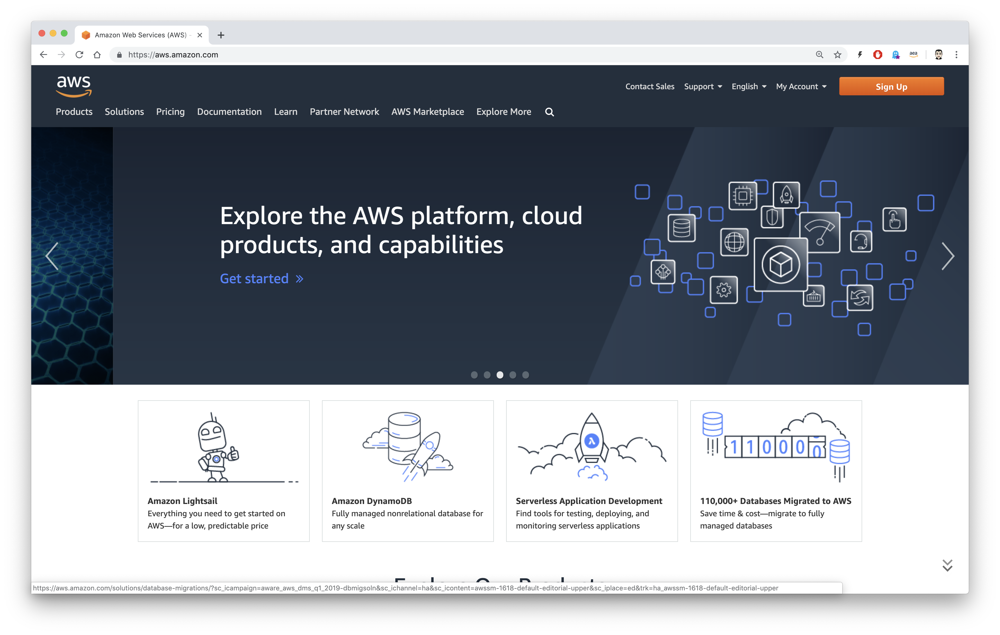 Amazon Web Services (AWS) -
https://aws.amazon.com
aea
aws
Contact Sales Support English My Account Sign Up
Products Solutions Pricing Documentation Learn Partner Network AWS Marketplace Explore More
Explore the AWS platform, cloud
products, and capabilities
Get started »
110000
Amazon Lightsail
Everything you need to get started on
AWS—for a low, predictable price
Amazon DynamoDB
Fully managed nonrelational database for
any scale
Serverless Application Development
Find tools for testing, deploying, and
monitoring serverless applications
110,000+ Databases Migrated to AWS
Save time & cost—migrate to fully
managed databases
Explore Our Products
https://aws.amazon.com/solutions/database-migrations/?sc_icampaign=aware_aws_dms_q1_2019-dbmigsoln&sc_ichannel=ha&sc_icontent=awssm-1618-default-editorial-upper&sc_iplace=ed&trk=ha_awssm-1618-default-editorial-upper